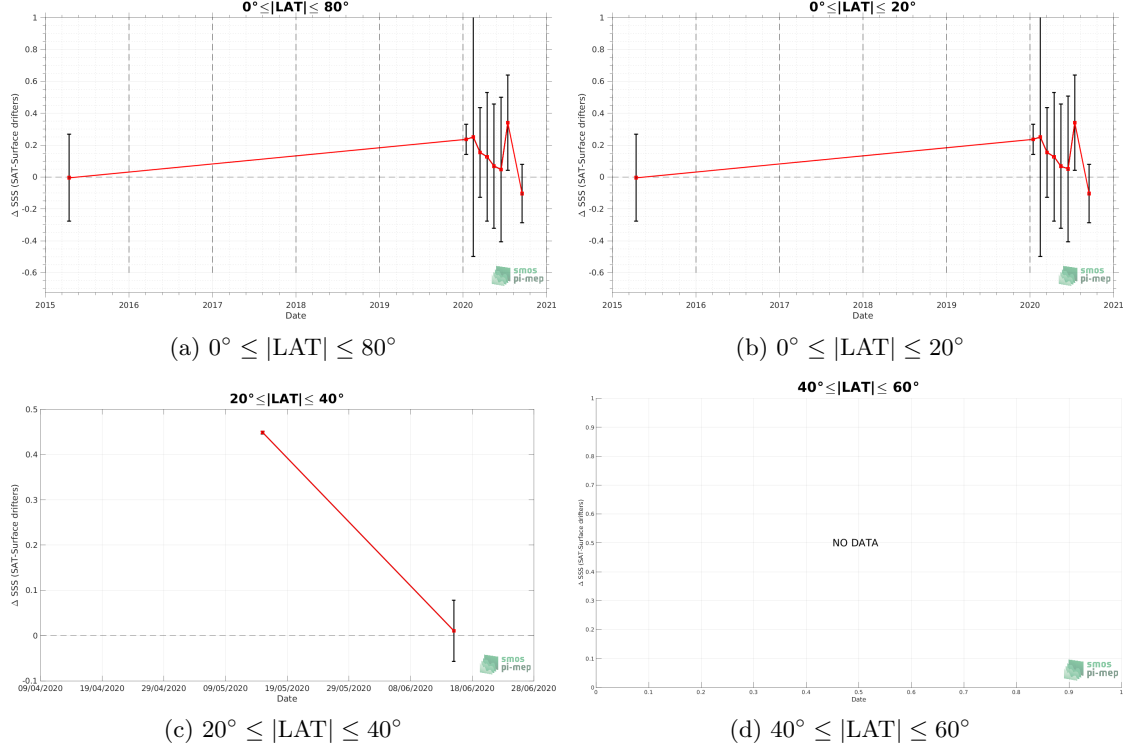 0°≤|LAT|≤ 80°
Δ SSS (SAT-Surface drifters)
1
0.8
0.6
0.4
0.2
0
-0.2
-0.4
-0.6
2015 2016 2017 2018 2019 2020 2021
Date
smos
pi-mep
(a) 0° ≤ |LAT| ≤ 80°
0°≤|LAT|≤ 20°
Δ SSS (SAT-Surface drifters)
1
0.8
0.6
0.4
0.2
0
-0.2
-0.4
-0.6
2015 2016 2017 2018 2019 2020 2021
Date
smos
pi-mep
(b) 0° ≤ |LAT| ≤ 20°
20°≤|LAT|≤ 40°
Δ SSS (SAT-Surface drifters)
0.5
0.4
0.3
0.2
0.1
0
-0.1
09/04/2020 19/04/2020 29/04/2020 09/05/2020 19/05/2020 29/05/2020 08/06/2020 18/06/2020 28/06/2020
Date
smos
pi-mep
(c) 20° ≤ |LAT| ≤ 40°
40°≤|LAT|≤ 60°
Δ SSS (SAT-Surface drifters)
1
0.9
0.8
0.7
0.6
0.5
0.4
0.3
0.2
0.1
0
NO DATA
0 0.1 0.2 0.3 0.4 0.5 0.6 0.7 0.8 0.9 1
Date
smos
pi-mep
(d) 40° ≤ |LAT| ≤ 60°